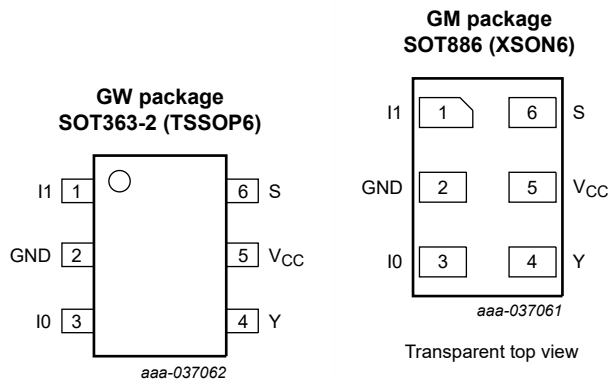 GW package
SOT363-2 (TSSOP6)
I1 1 6 S
GND 2 5 VCC
I0 3 4 Y
aaa-037062
GM package
SOT886 (XSON6)
I1 1 6 S
GND 2 5 VCC
I0 3 4 Y
aaa-037061
Transparent top view